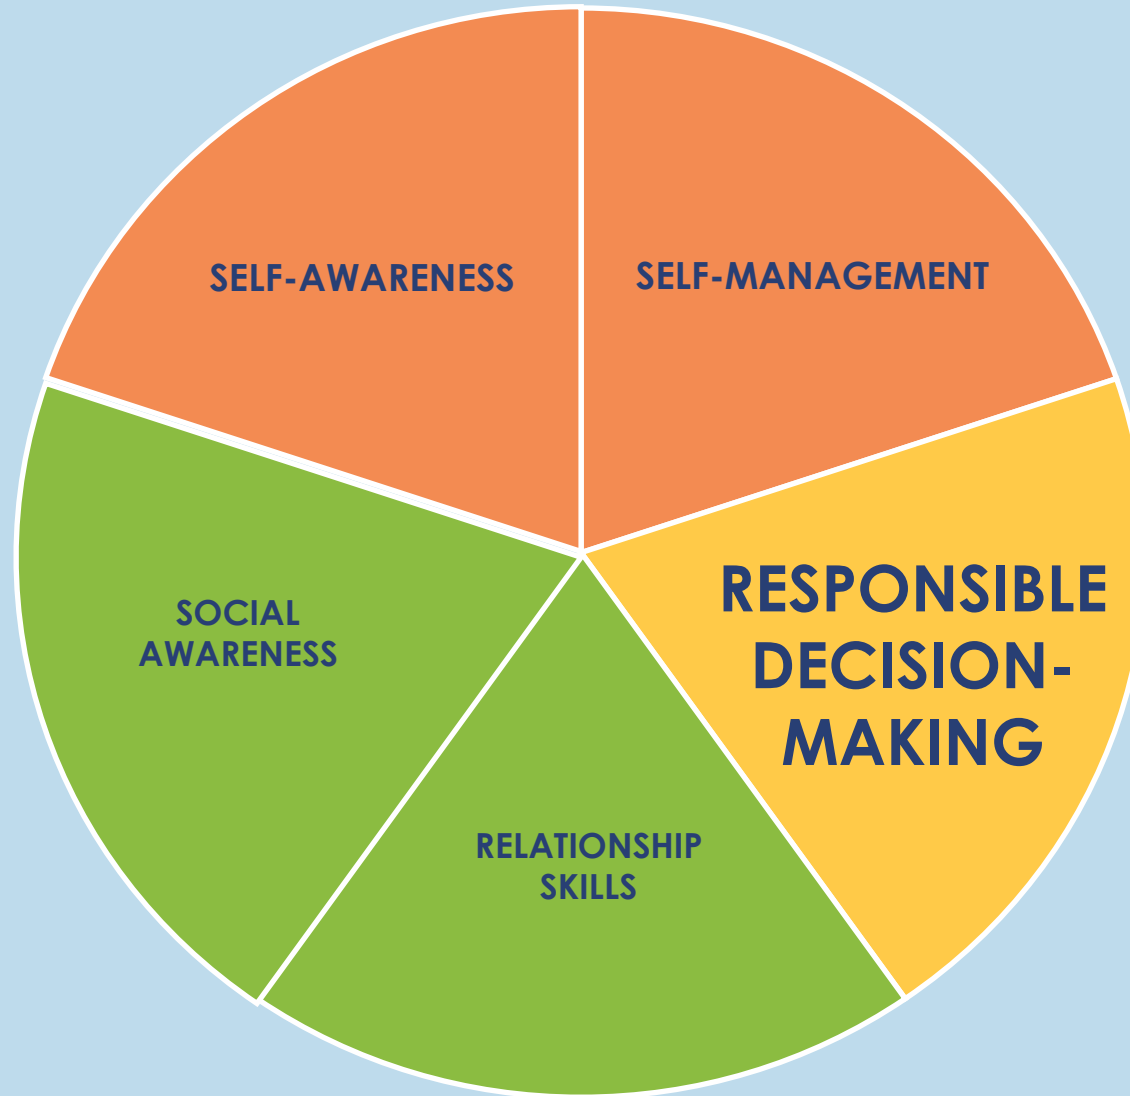 SELF-AWARENESS
SELF-MANAGEMENT
RESPONSIBLE
DECISION-
MAKING
SOCIAL
AWARENESS
RELATIONSHIP
SKILLS